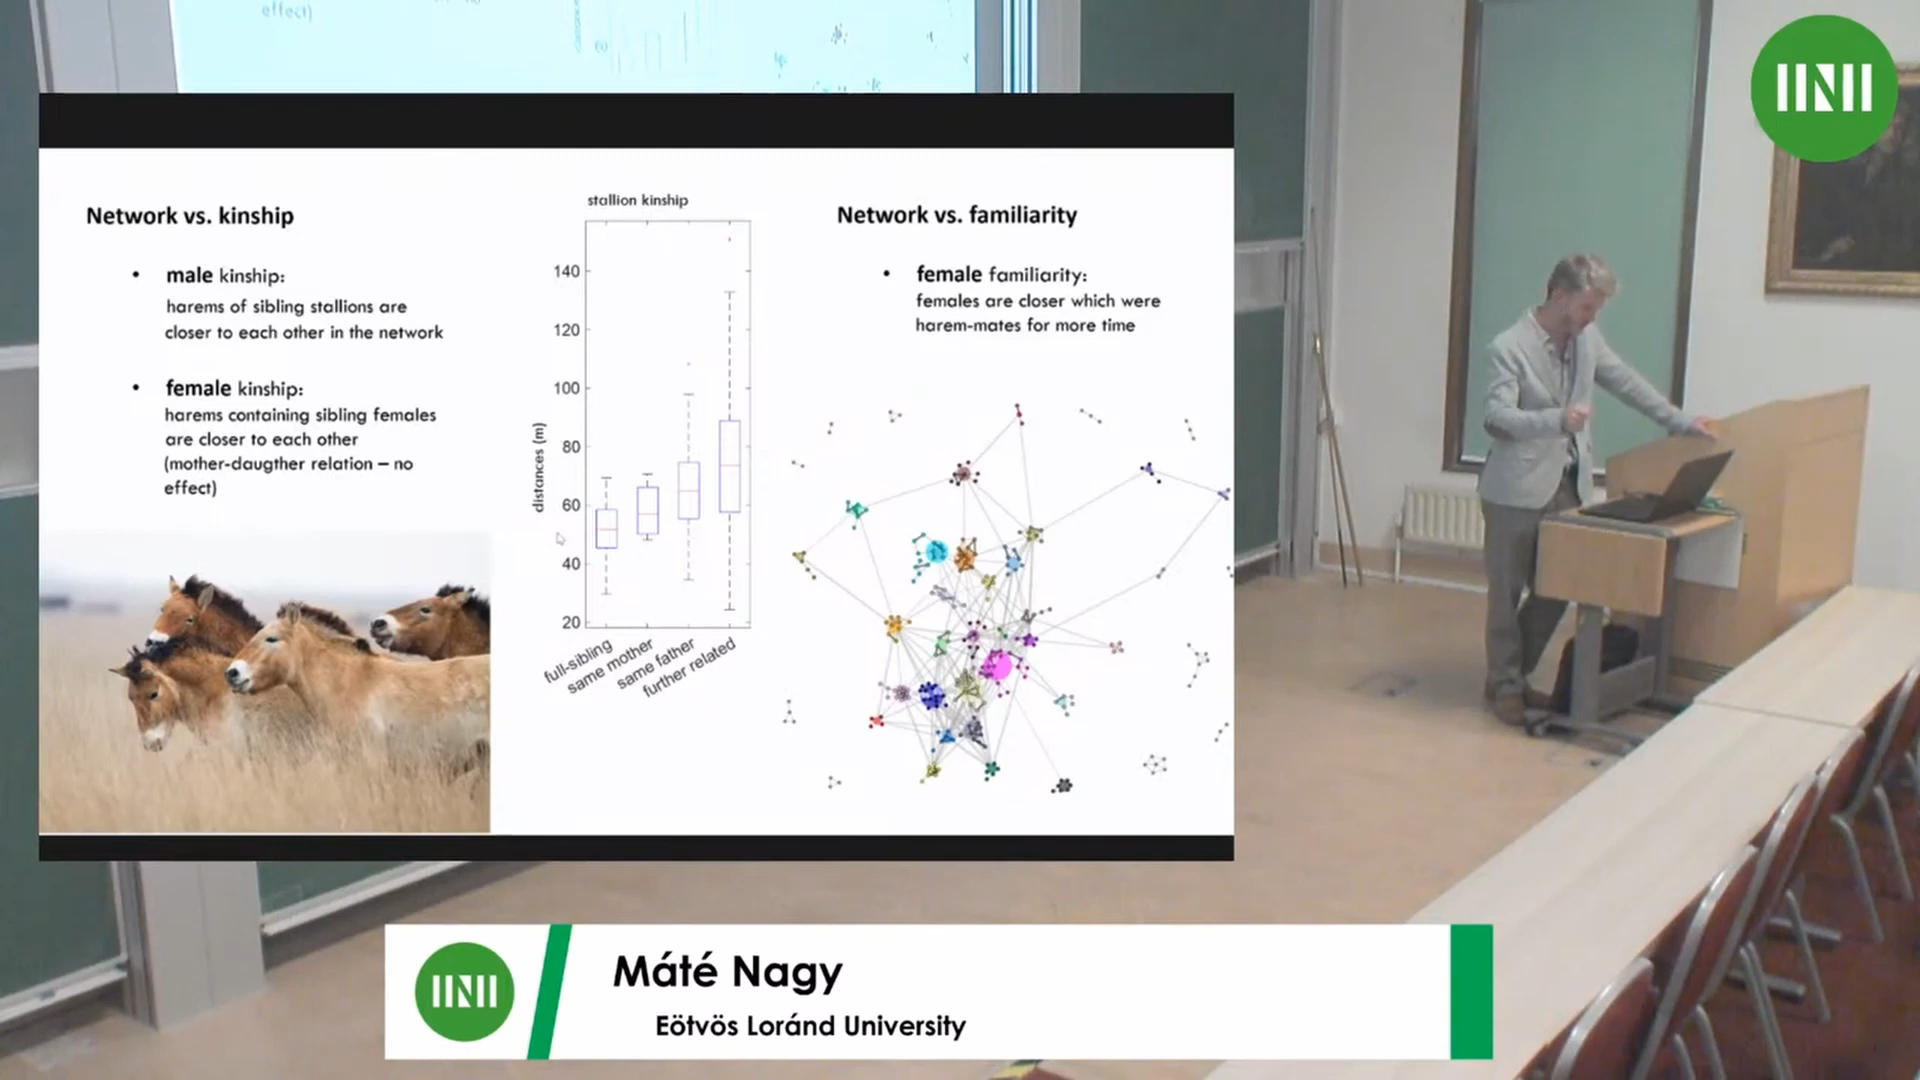 effect)
Network vs. kinship
• male kinship:
harems of sibling stallions are
closer to each other in the network
• female kinship:
harems containing sibling females
are closer to each other
(mother-daugther relation – no
effect)
stallion kinship
distances (m)
140
120
100
80
60
40
20
full-sibling
same mother
same father
further related
Network vs. familiarity
• female familiarity:
females are closer which were
harem-mates for more time
Máté Nagy
Eötvös Loránd University